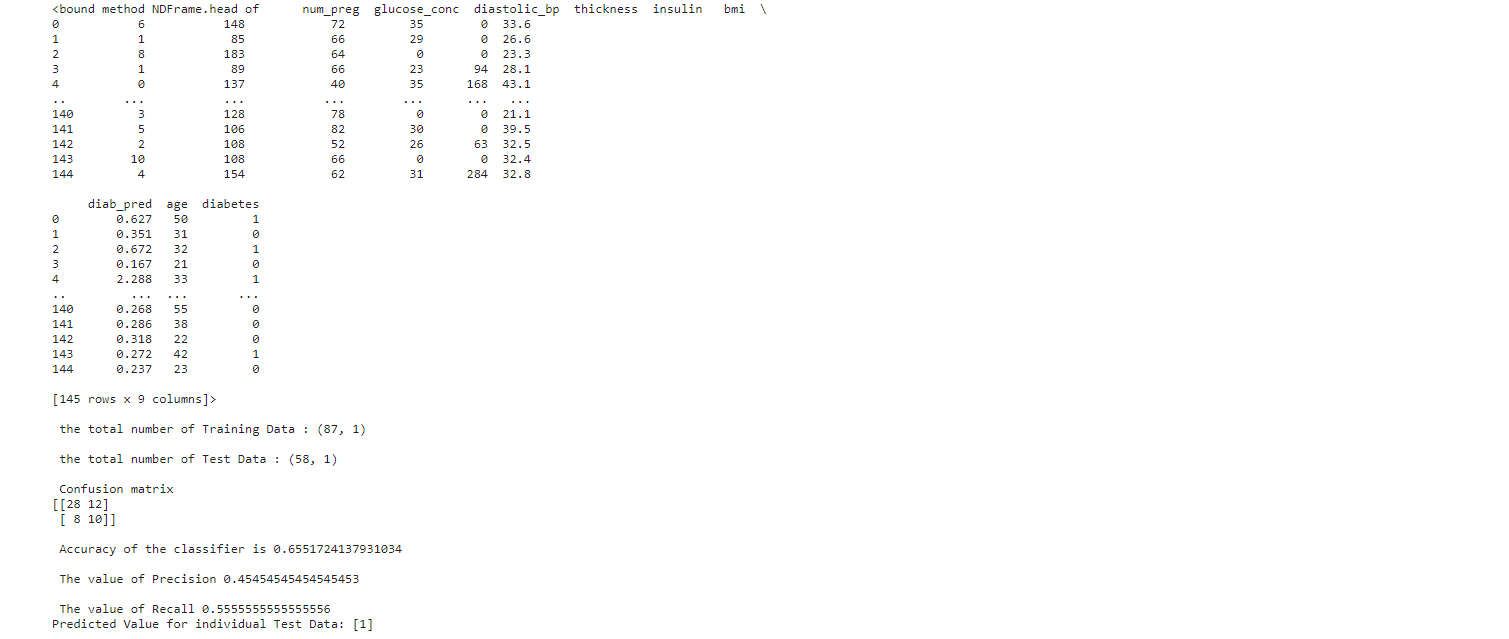 <bound method NDFrame.head of      num_preg  glucose_conc  diastolic_bp  thickness  insulin   bmi  \
0           6           148            72         35        0  33.6
1           1            85            66         29        0  26.6
2           8           183            64          0        0  23.3
3           1            89            66         23       94  28.1
4           0           137            40         35      168  43.1
..        ...           ...           ...        ...      ...   ...
140         3           128            78          0        0  21.1
141         5           106            82         30        0  39.5
142         2           108            52         26       63  32.5
143        10           108            66          0        0  32.4
144         4           154            62         31      284  32.8
     diab_pred  age  diabetes
0        0.627   50         1
1        0.351   31         0
2        0.672   32         1
3        0.167   21         0
4        2.288   33         1
..         ...  ...       ...
140      0.268   55         0
141      0.286   38         0
142      0.318   22         0
143      0.272   42         1
144      0.237   23         0
[145 rows x 9 columns]>
the total number of Training Data : (87, 1)
the total number of Test Data : (58, 1)
Confusion matrix
[[28 12]
[ 8 10]]
Accuracy of the classifier is 0.6551724137931034
The value of Precision 0.45454545454545453
The value of Recall 0.5555555555555556
Predicted Value for individual Test Data: [1]